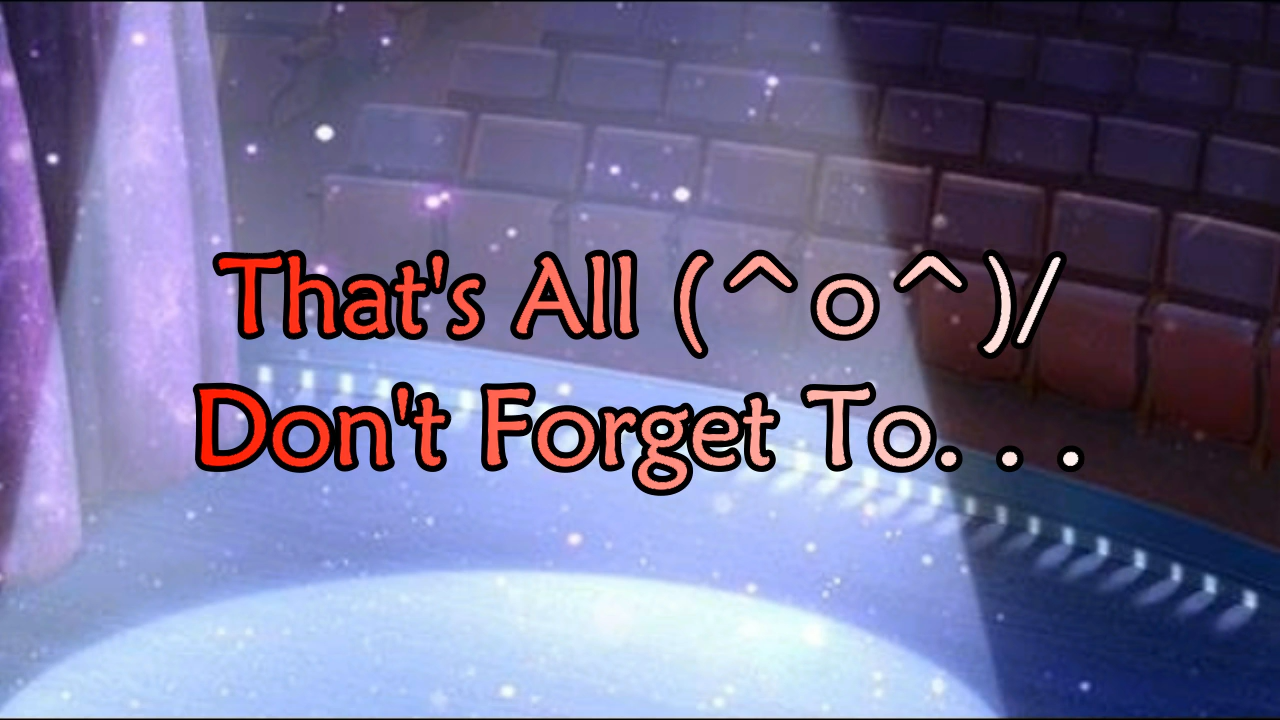 That's All (^o^)/
Don't Forget To. . .